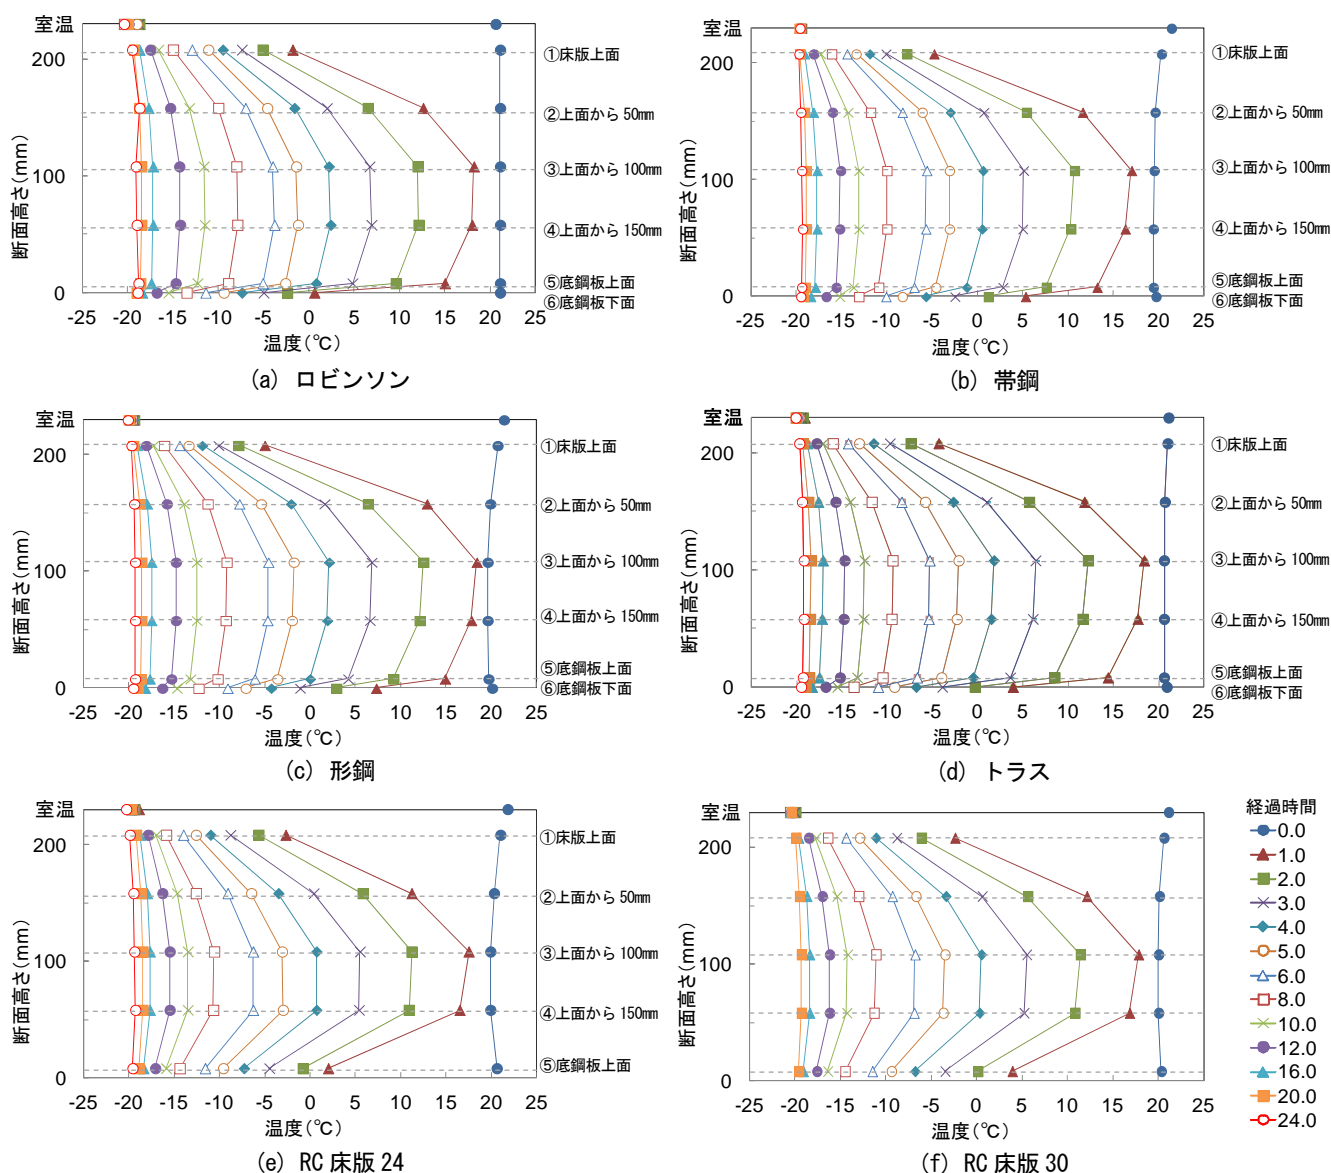 室温
200
100
0
断面高さ(mm)
①床版上面
②上面から 50mm
③上面から 100mm
④上面から 150mm
⑤底鋼板上面
⑥底鋼板下面
-25 -20 -15 -10 -5 0 5 10 15 20 25
温度(℃)
(a) ロビンソン
200
100
0
断面高さ(mm)
①床版上面
②上面から 50mm
③上面から 100mm
④上面から 150mm
⑤底鋼板上面
⑥底鋼板下面
-25 -20 -15 -10 -5 0 5 10 15 20 25
温度(℃)
室温
(b) 帯鋼
室温
200
100
0
断面高さ(mm)
①床版上面
②上面から 50mm
③上面から 100mm
④上面から 150mm
⑤底鋼板上面
⑥底鋼板下面
-25 -20 -15 -10 -5 0 5 10 15 20 25
温度(℃)
(c) 形鋼
室温
200
100
0
断面高さ(mm)
①床版上面
②上面から 50mm
③上面から 100mm
④上面から 150mm
⑤底鋼板上面
⑥底鋼板下面
-25 -20 -15 -10 -5 0 5 10 15 20 25
温度(℃)
(d) トラス
室温
200
100
0
断面高さ(mm)
①床版上面
②上面から 50mm
③上面から 100mm
④上面から 150mm
⑤底鋼板上面
-25 -20 -15 -10 -5 0 5 10 15 20 25
温度(℃)
(e) RC 床版 24
室温
200
100
0
断面高さ(mm)
-25 -20 -15 -10 -5 0 5 10 15 20 25
温度(℃)
(f) RC 床版 30
経過時間
0.0
1.0
2.0
3.0
4.0
5.0
6.0
8.0
10.0
12.0
16.0
20.0
24.0